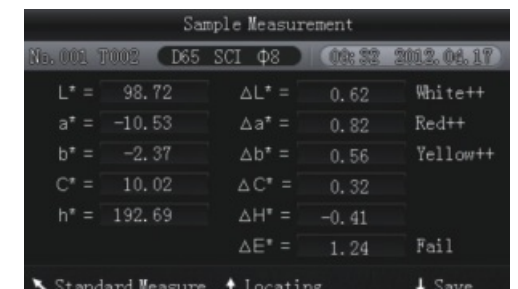 Sample Measurement
No. 001 T002 D65 SCI Φ8 09:32 2012.04.17
L* = 98.72 ΔL* = 0.62 White++
a* = -10.53 Δa* = 0.82 Red++
b* = -2.37 Δb* = 0.56 Yellow++
C* = 10.02 ΔC* = 0.32
h* = 192.69 ΔH* = -0.41
ΔE* = 1.24 Fail
Standard Measure Locating Save